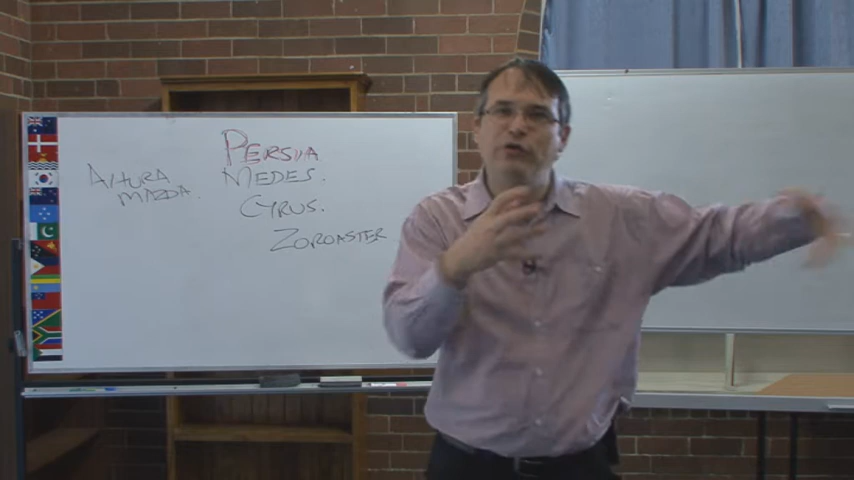 PERSIA
MEDES.
AHURA
MAZDA.
CYRUS.
ZOROASTER